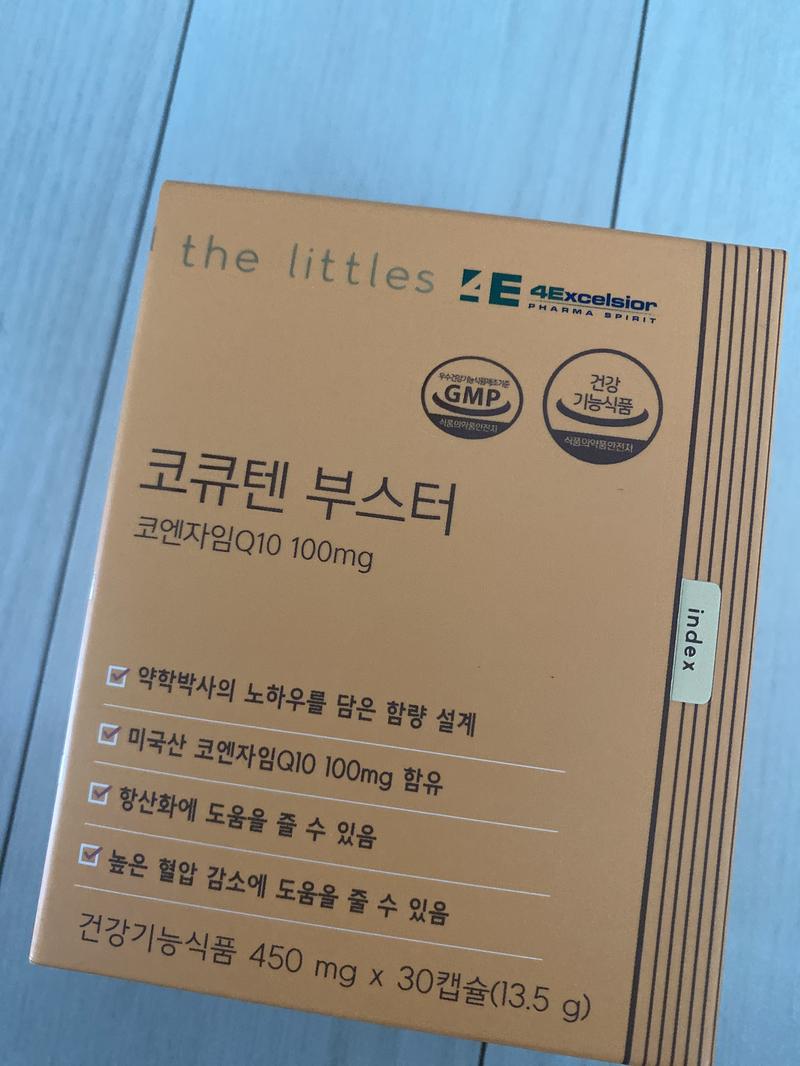 the littles
4E 4Excelsior
PHARMA SPIRIT
우수건강기능식품제조기준
GMP
식품의약품안전처
건강
기능식품
식품의약품안전처
코큐텐 부스터
코엔자임Q10 100mg
index
약학박사의 노하우를 담은 함량 설계
미국산 코엔자임Q10 100mg 함유
항산화에 도움을 줄 수 있음
높은 혈압 감소에 도움을 줄 수 있음
건강기능식품 450 mg x 30캡슐(13.5 g)